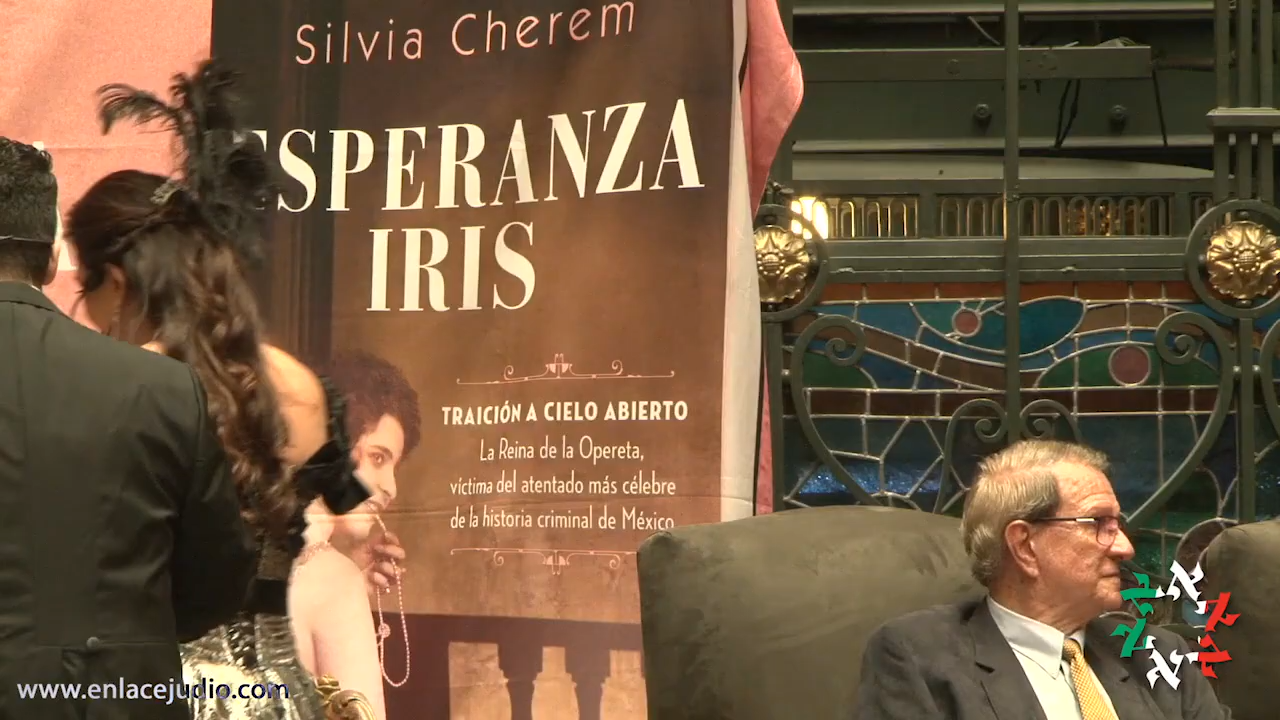 Silvia Cherem
ESPERANZA
IRIS
TRAICIÓN A CIELO ABIERTO
La Reina de la Opereta,
víctima del atentado más célebre
de la historia criminal de México
www.enlacejudio.com